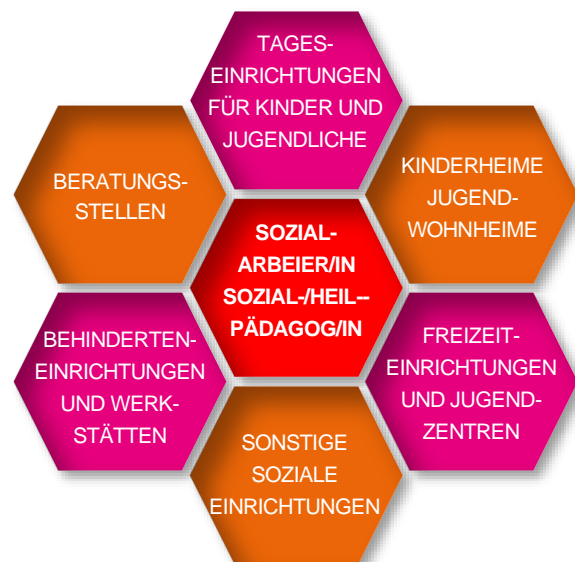 TAGES-
EINRICHTUNGEN
FÜR KINDER UND
JUGENDLICHE
BERATUNGS-
STELLEN
KINDERHEIME
JUGEND-
WOHNHEIME
SOZIAL-
ARBEIER/IN
SOZIAL-/HEIL–
PÄDAGOG/IN
BEHINDERTEN-
EINRICHTUNGEN
UND WERK-
STÄTTEN
FREIZEIT-
EINRICHTUNGEN
UND JUGEND-
ZENTREN
SONSTIGE
SOZIALE
EINRICHTUNGEN